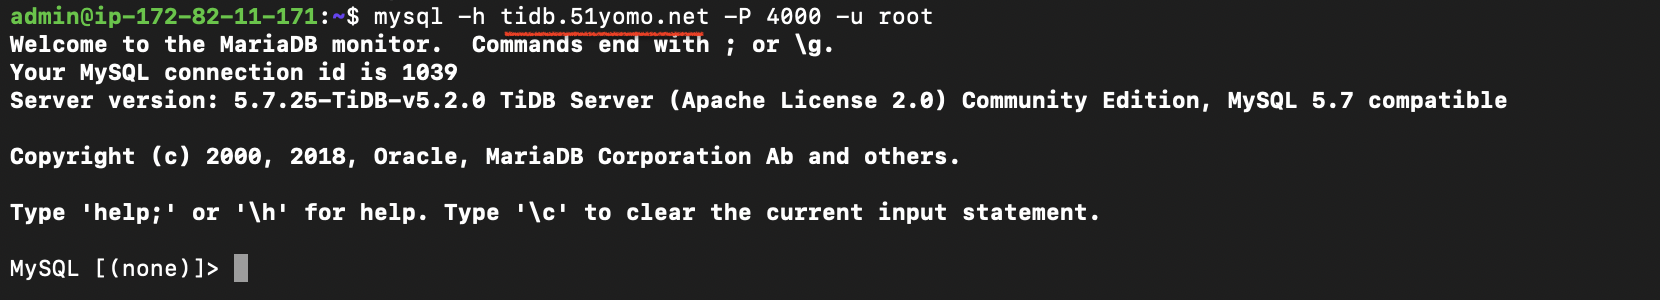 admin@ip-172-82-11-171:~$ mysql -h tidb.51yomo.net -P 4000 -u root
Welcome to the MariaDB monitor.  Commands end with ; or \g.
Your MySQL connection id is 1039
Server version: 5.7.25-TiDB-v5.2.0 TiDB Server (Apache License 2.0) Community Edition, MySQL 5.7 compatible
Copyright (c) 2000, 2018, Oracle, MariaDB Corporation Ab and others.
Type 'help;' or '\h' for help. Type '\c' to clear the current input statement.
MySQL [(none)]>